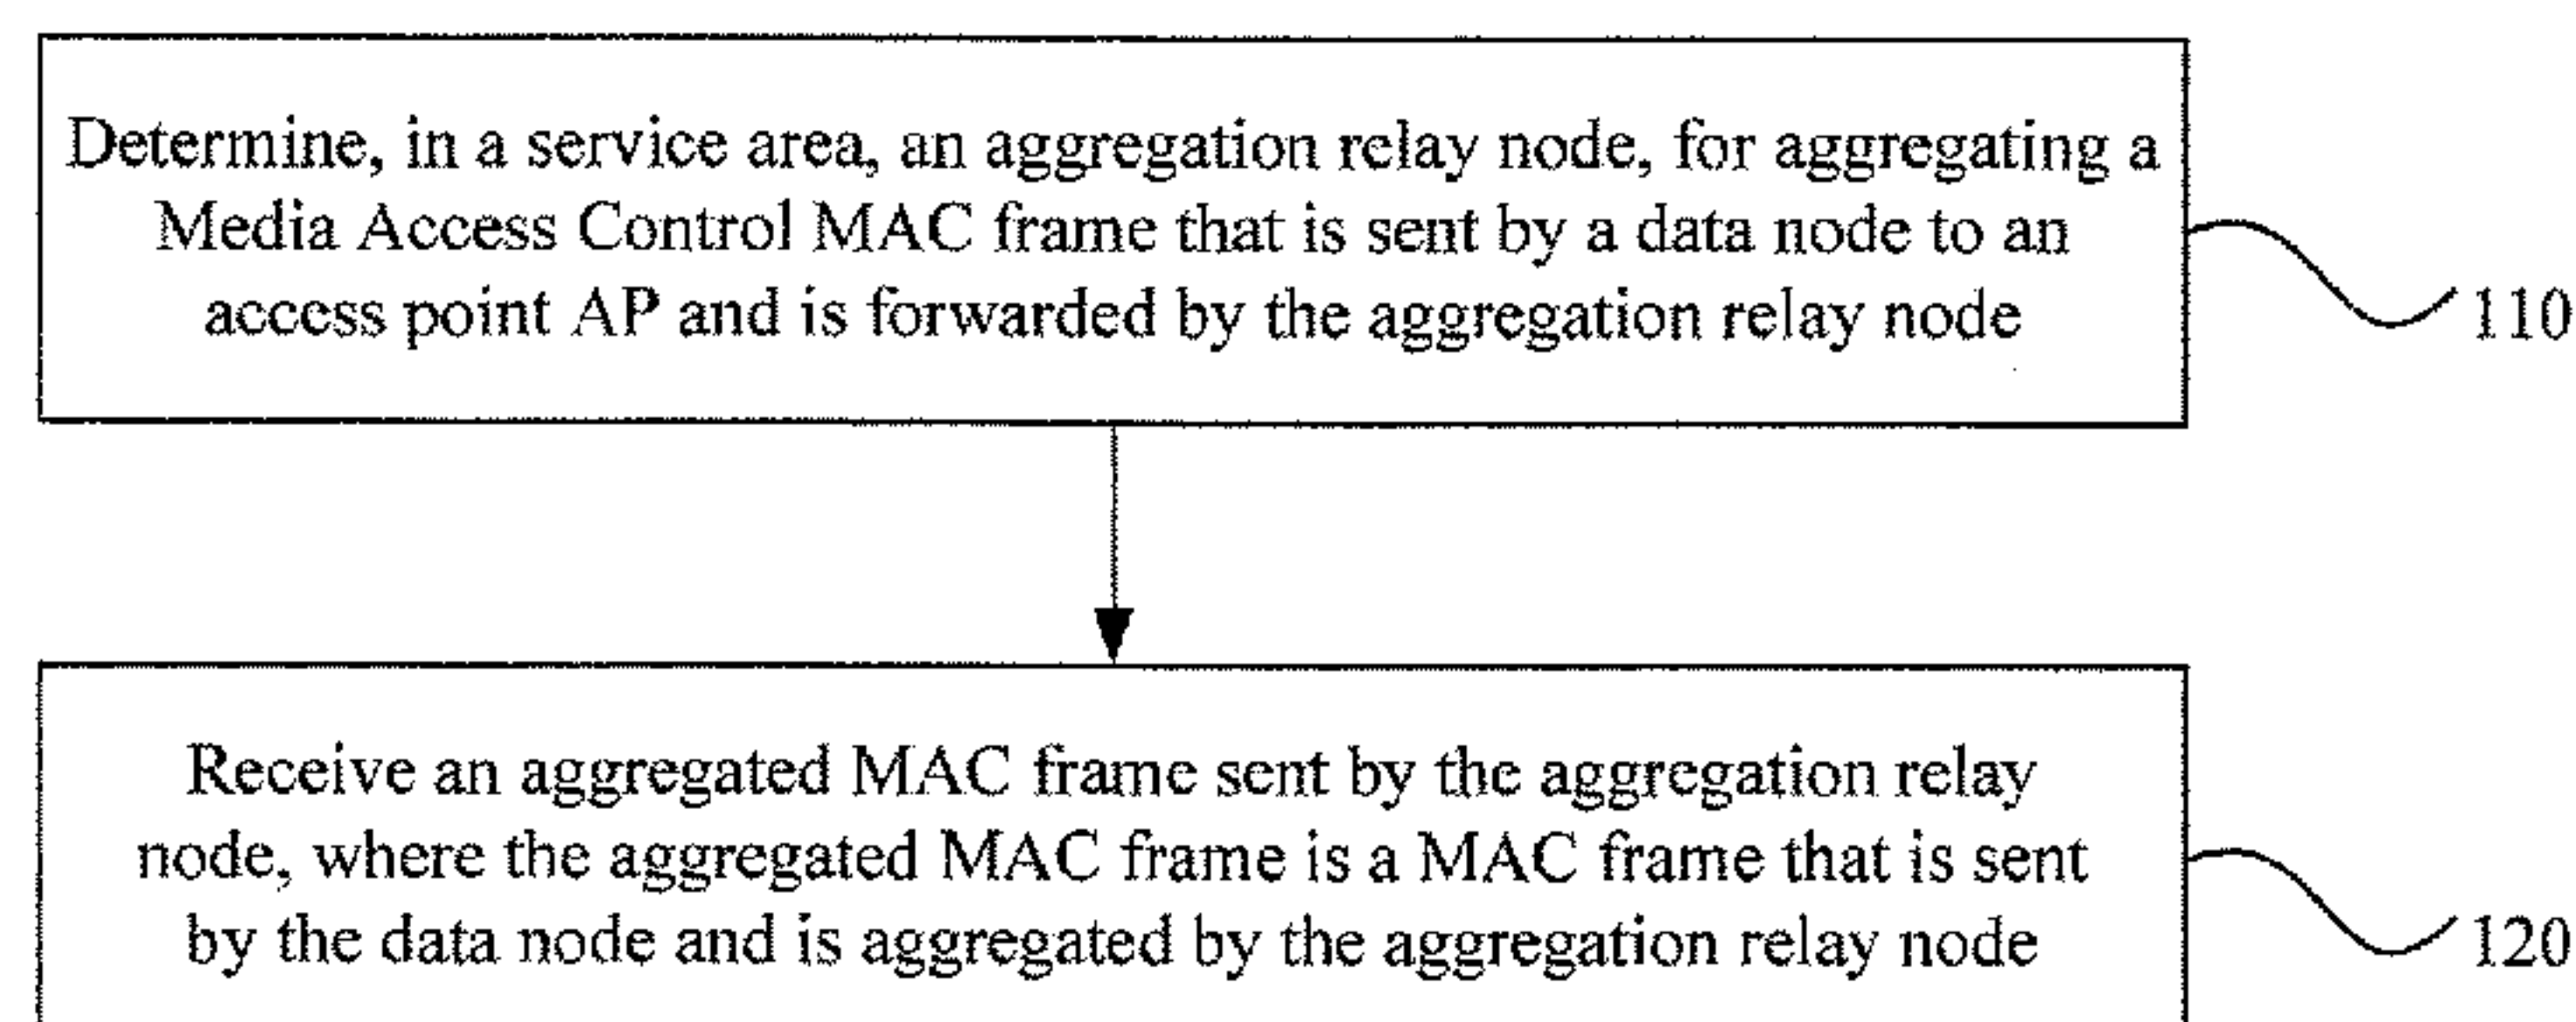 Determine, in a service area, an aggregation relay node, for aggregating a
Media Access Control MAC frame that is sent by a data node to an
access point AP and is forwarded by the aggregation relay node
110
Receive an aggregated MAC frame sent by the aggregation relay
node, where the aggregated MAC frame is a MAC frame that is sent
by the data node and is aggregated by the aggregation relay node
120